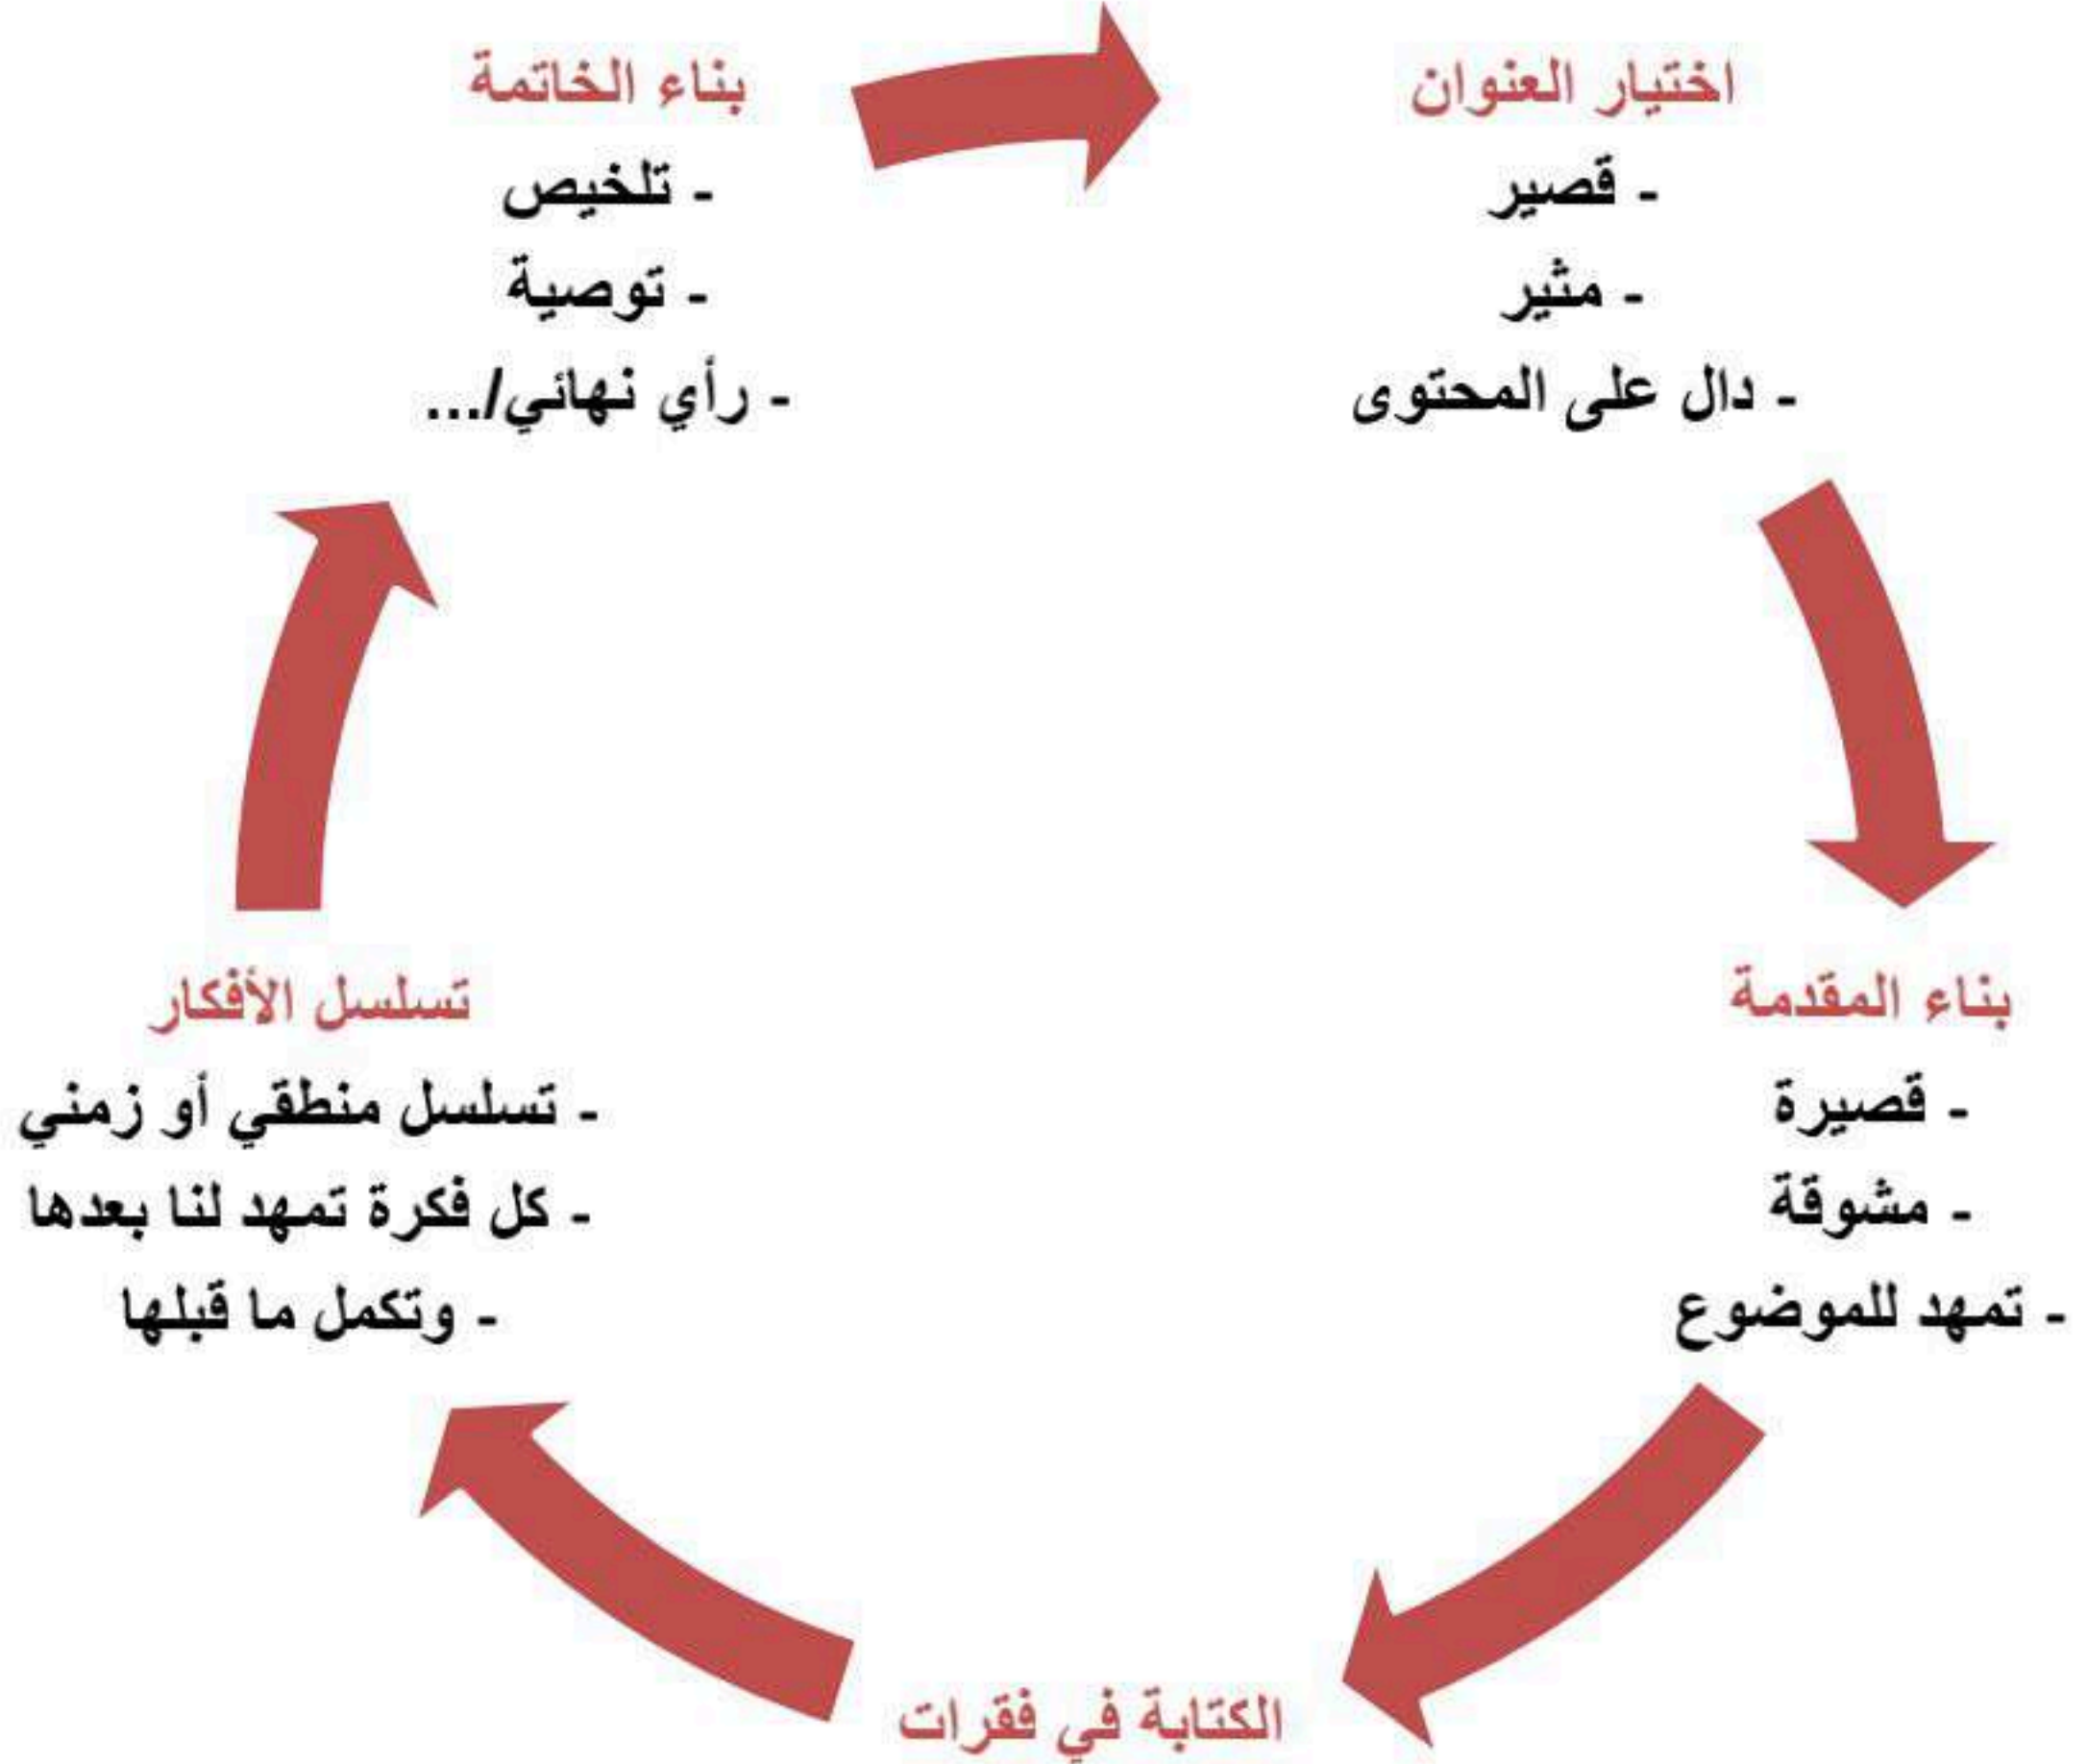 اختيار العنوان
- قصير
- مثير
- دال على المحتوى
بناء المقدمة
- قصيرة
- مشوقة
- تمهد للموضوع
الكتابة في فقرات
تسلسل الأفكار
- تسلسل منطقي أو زمني
- كل فكرة تمهد لنا بعدها
- وتكمل ما قبلها
بناء الخاتمة
- تلخيص
- توصية
- رأي نهائي/...